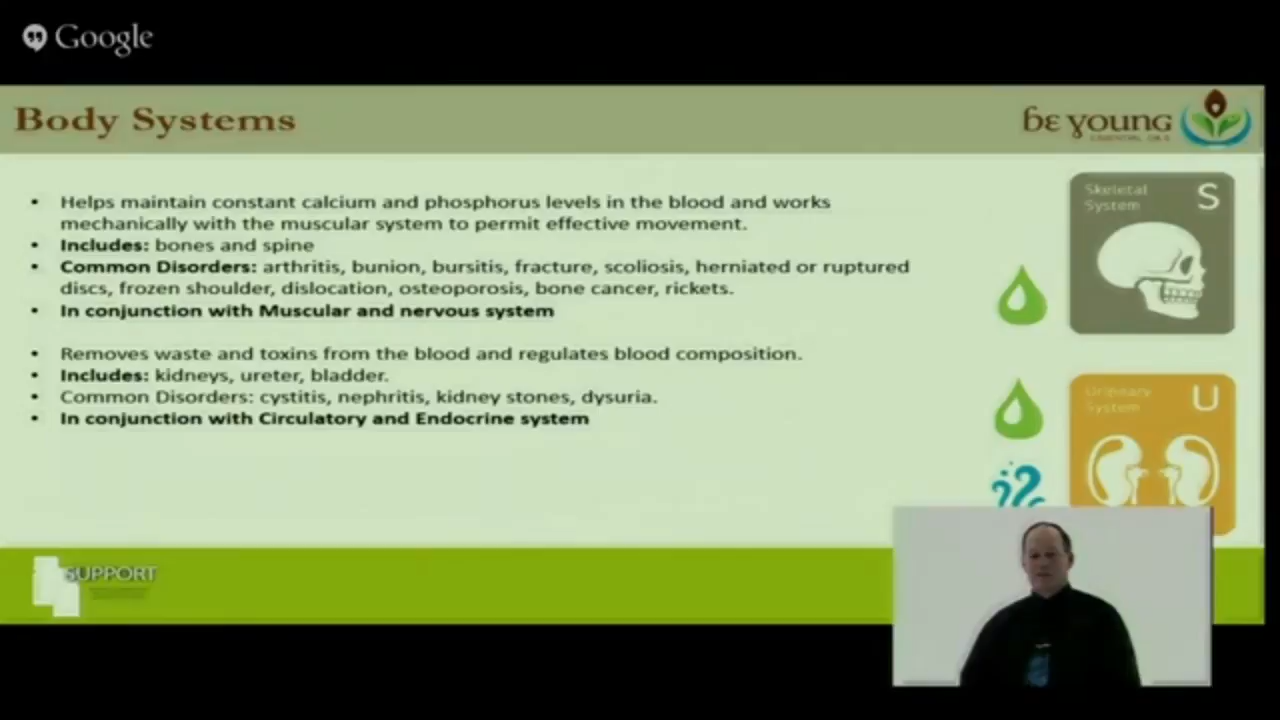 Google
Body Systems
be young
ESSENTIAL OILS
• Helps maintain constant calcium and phosphorus levels in the blood and works
mechanically with the muscular system to permit effective movement.
• Includes: bones and spine
• Common Disorders: arthritis, bunion, bursitis, fracture, scoliosis, herniated or ruptured
discs, frozen shoulder, dislocation, osteoporosis, bone cancer, rickets.
• In conjunction with Muscular and nervous system
Skeletal
System
S
• Removes waste and toxins from the blood and regulates blood composition.
• Includes: kidneys, ureter, bladder.
• Common Disorders: cystitis, nephritis, kidney stones, dysuria.
• In conjunction with Circulatory and Endocrine system
Urinary
System
U
SUPPORT